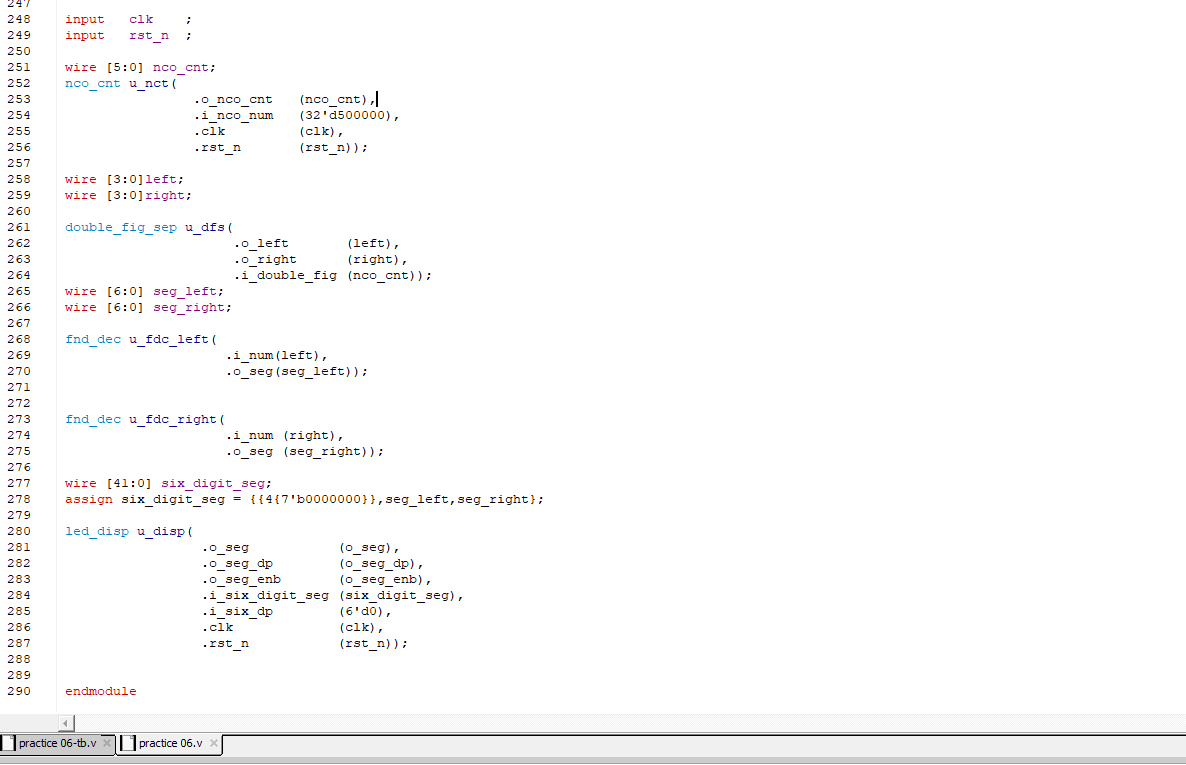 247
248 input clk ;
249 input rst_n ;
250
251 wire [5:0] nco_cnt;
252 nco_cnt u_nct(
253 .o_nco_cnt (nco_cnt),
254 .i_nco_num (32'd500000),
255 .clk (clk),
256 .rst_n (rst_n));
257
258 wire [3:0]left;
259 wire [3:0]right;
260
261 double_fig_sep u_dfs(
262 .o_left (left),
263 .o_right (right),
264 .i_double_fig (nco_cnt));
265 wire [6:0] seg_left;
266 wire [6:0] seg_right;
267
268 fnd_dec u_fdc_left(
269 .i_num(left),
270 .o_seg(seg_left));
271
272
273 fnd_dec u_fdc_right(
274 .i_num (right),
275 .o_seg (seg_right));
276
277 wire [41:0] six_digit_seg;
278 assign six_digit_seg = {{4{7'b0000000}},seg_left,seg_right};
279
280 led_disp u_disp(
281 .o_seg (o_seg),
282 .o_seg_dp (o_seg_dp),
283 .o_seg_enb (o_seg_enb),
284 .i_six_digit_seg (six_digit_seg),
285 .i_six_dp (6'd0),
286 .clk (clk),
287 .rst_n (rst_n));
288
289
290 endmodule
practice 06-tb.v practice 06.v